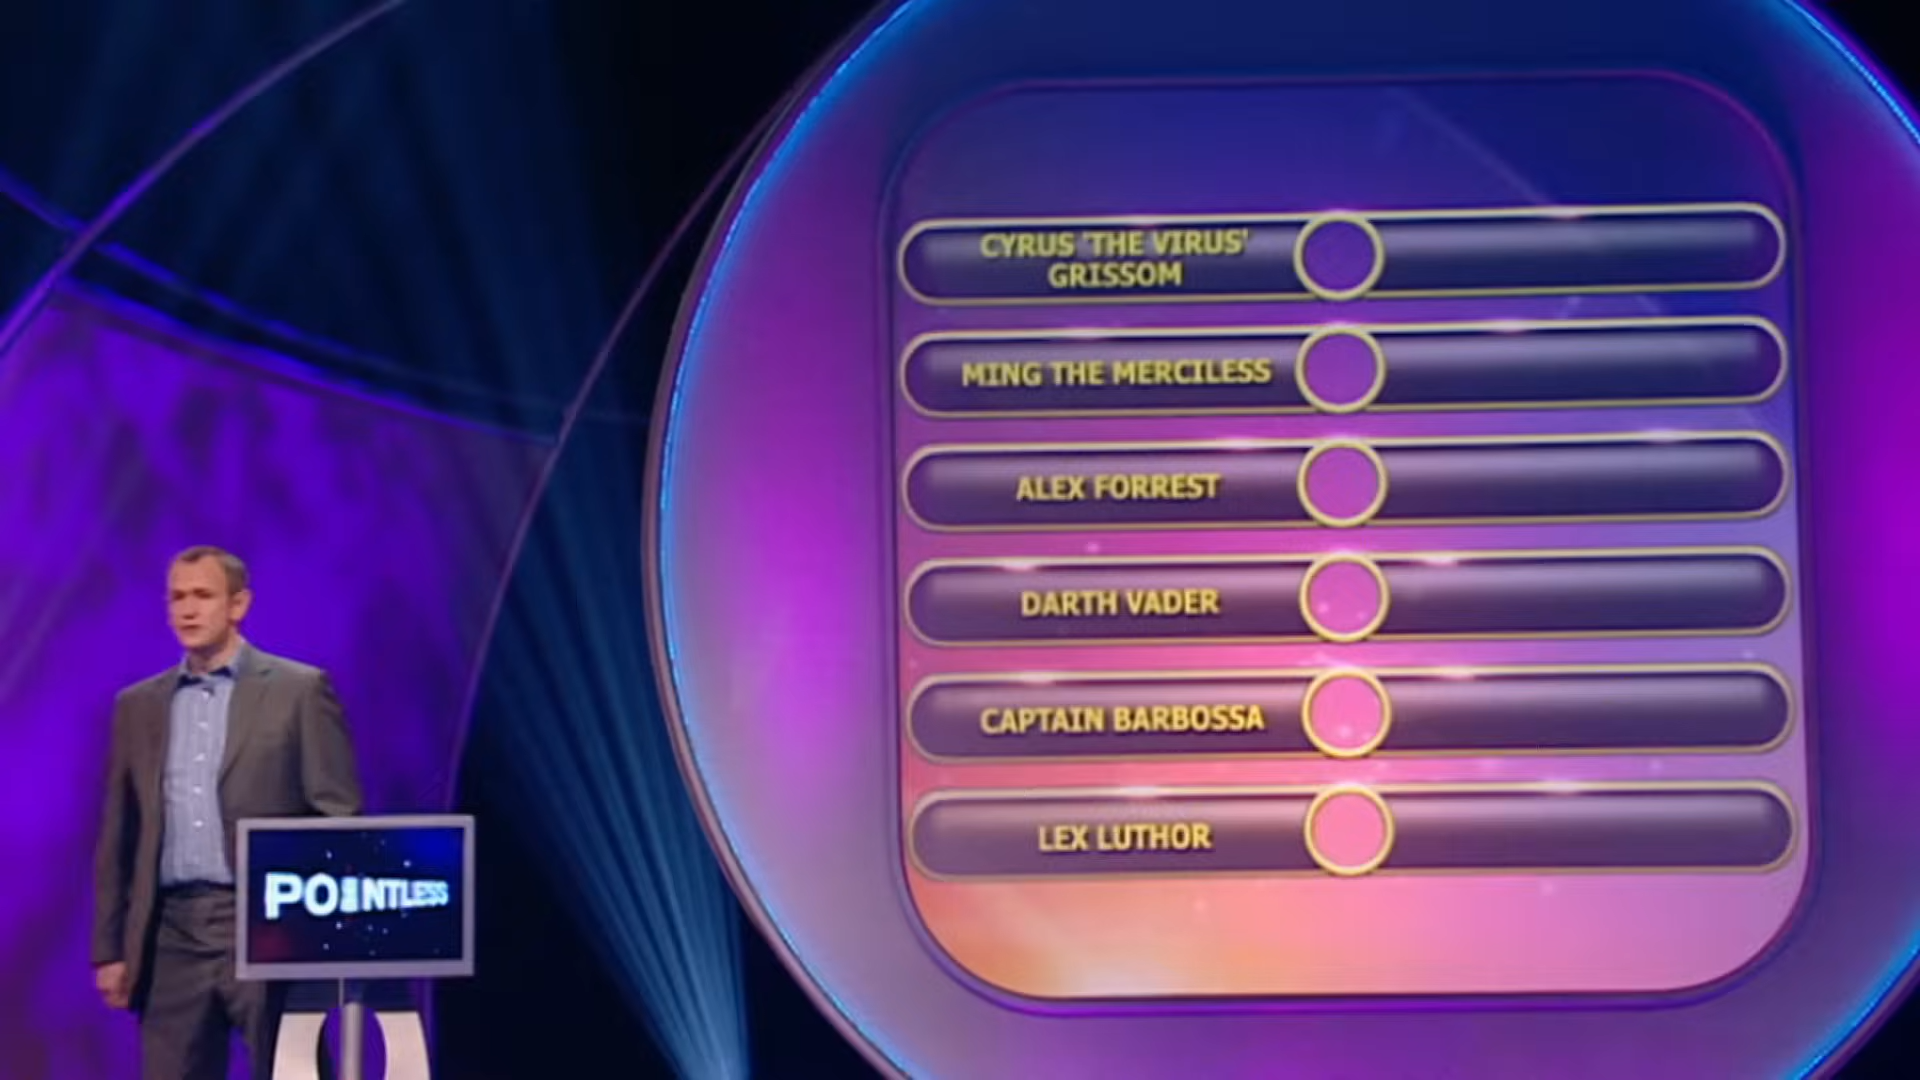 CYRUS 'THE VIRUS'
GRISSOM
MING THE MERCILESS
ALEX FORREST
DARTH VADER
CAPTAIN BARBOSSA
LEX LUTHOR
POINTLESS